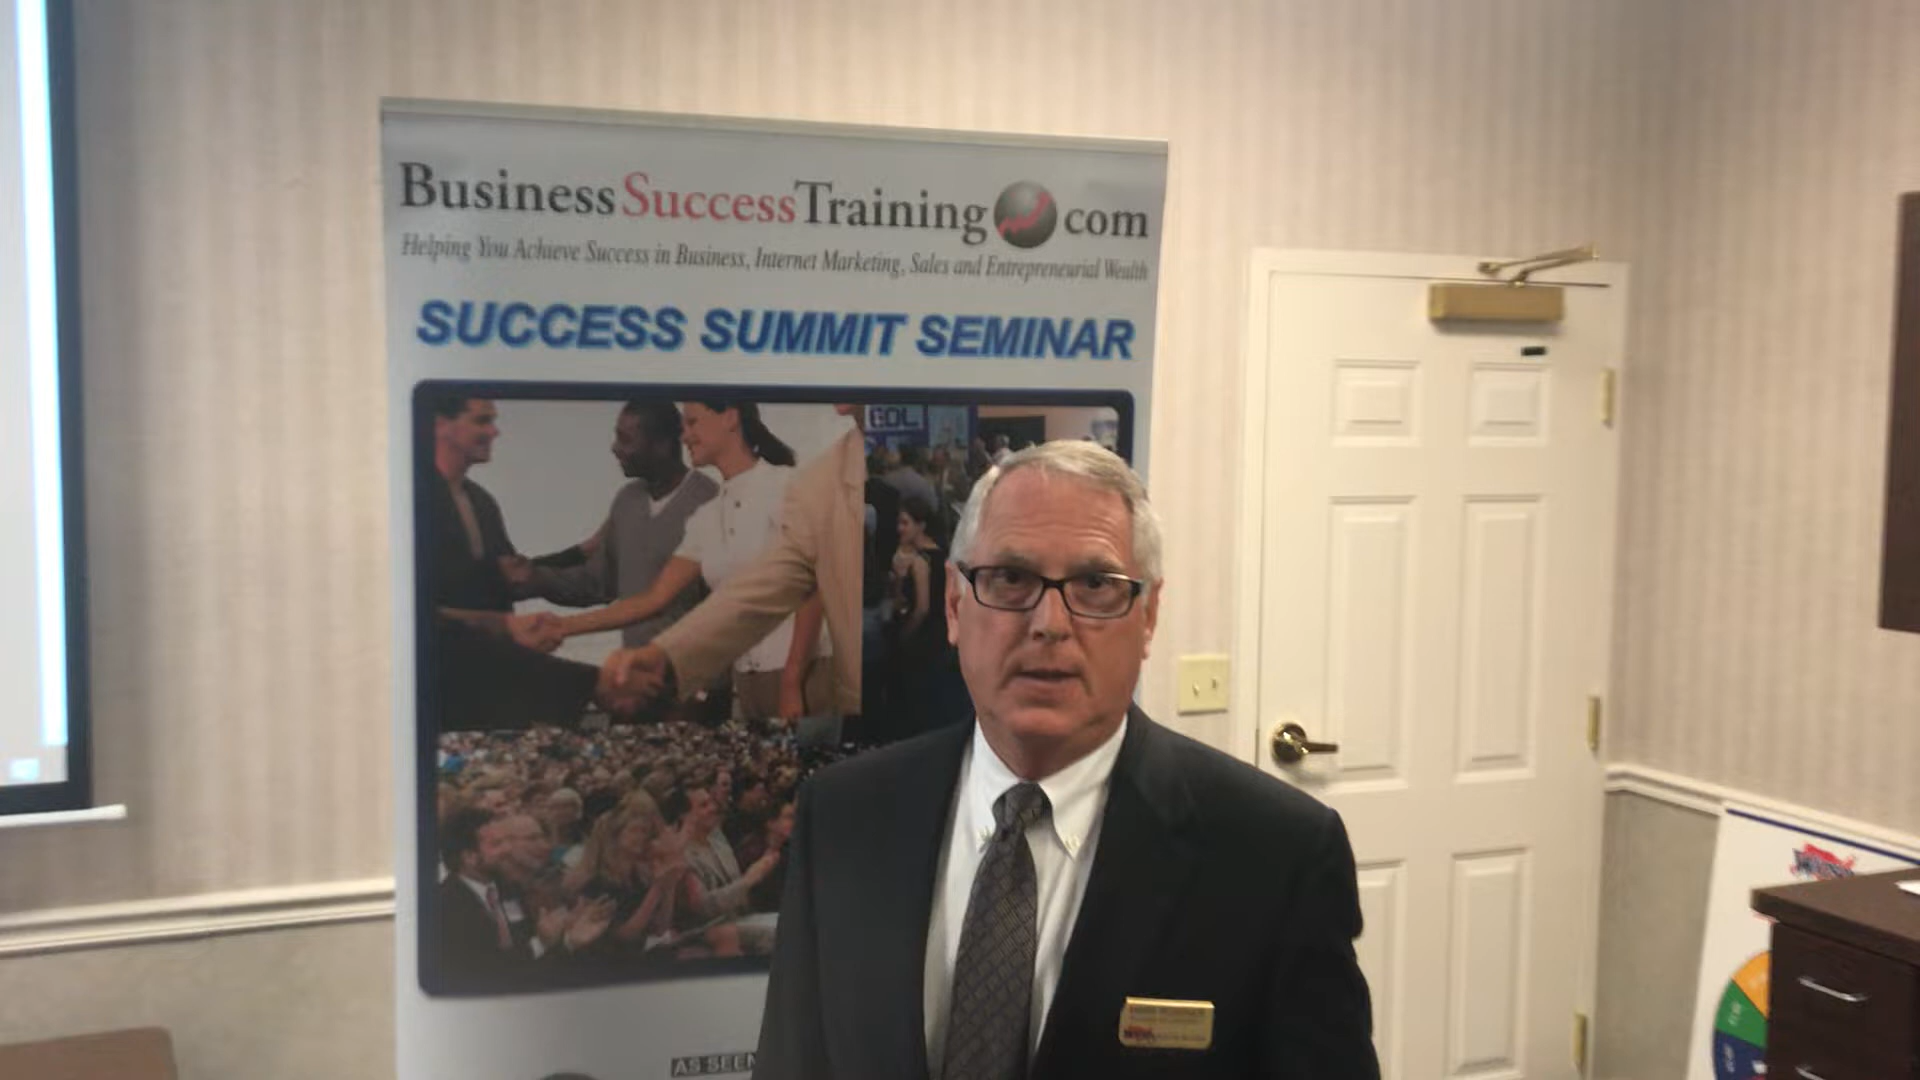 BusinessSuccessTraining com
Helping You Achieve Success in Business, Internet Marketing, Sales and Entrepreneurial Wealth
SUCCESS SUMMIT SEMINAR
AS SEEN